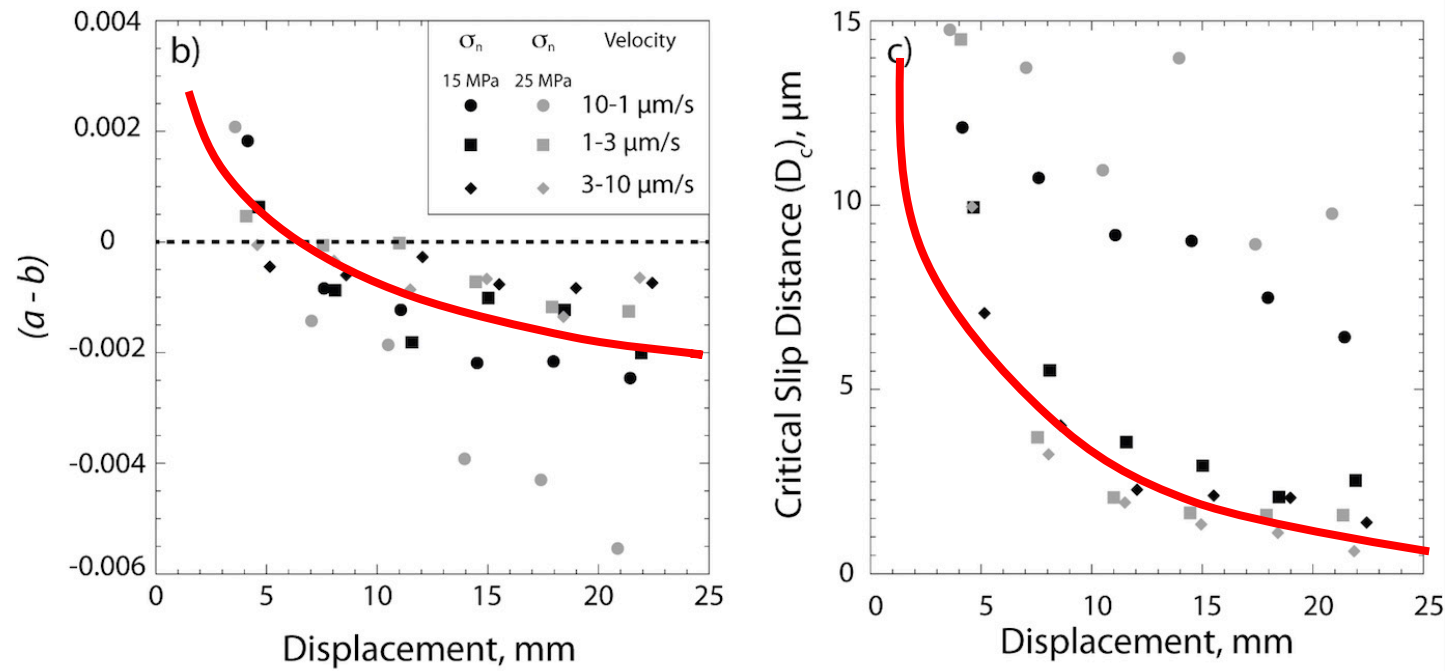 b)
σn σn Velocity
15 MPa 25 MPa
10-1 μm/s
1-3 μm/s
3-10 μm/s
0.004
0.002
0
-0.002
-0.004
-0.006
(a - b)
0 5 10 15 20 25
Displacement, mm
c)
15
10
5
0
Critical Slip Distance (Dc), μm
0 5 10 15 20 25
Displacement, mm